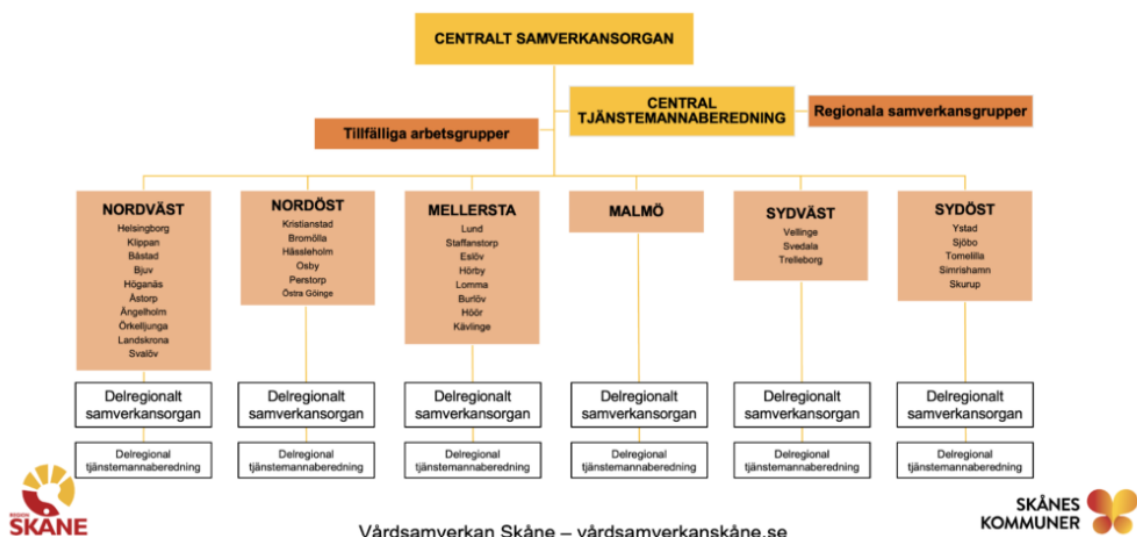 CENTRALT SAMVERKANSORGAN
CENTRAL
TJÄNSTEMANNABEREDNING
Regionala samverkansgrupper
Tillfälliga arbetsgrupper
NORDVÄST
Helsingborg
Klippan
Båstad
Bjuv
Höganäs
Åstorp
Ängelholm
Örkelljunga
Landskrona
Svalöv
NORDÖST
Kristianstad
Bromölla
Hässleholm
Osby
Perstorp
Östra Göinge
MELLERSTA
Lund
Staffanstorp
Eslöv
Hörby
Lomma
Burlöv
Höör
Kävlinge
MALMÖ
SYDVÄST
Vellinge
Svedala
Trelleborg
SYDÖST
Ystad
Sjöbo
Tomelilla
Simrishamn
Skurup
Delregionalt
samverkansorgan
Delregionalt
samverkansorgan
Delregionalt
samverkansorgan
Delregionalt
samverkansorgan
Delregionalt
samverkansorgan
Delregionalt
samverkansorgan
Delregional
tjänstemannaberedning
Delregional
tjänstemannaberedning
Delregional
tjänstemannaberedning
Delregional
tjänstemannaberedning
Delregional
tjänstemannaberedning
Delregional
tjänstemannaberedning
REGION
SKÅNE
Vårdsamverkan Skåne – vårdsamverkanskåne.se
SKÅNES
KOMMUNER